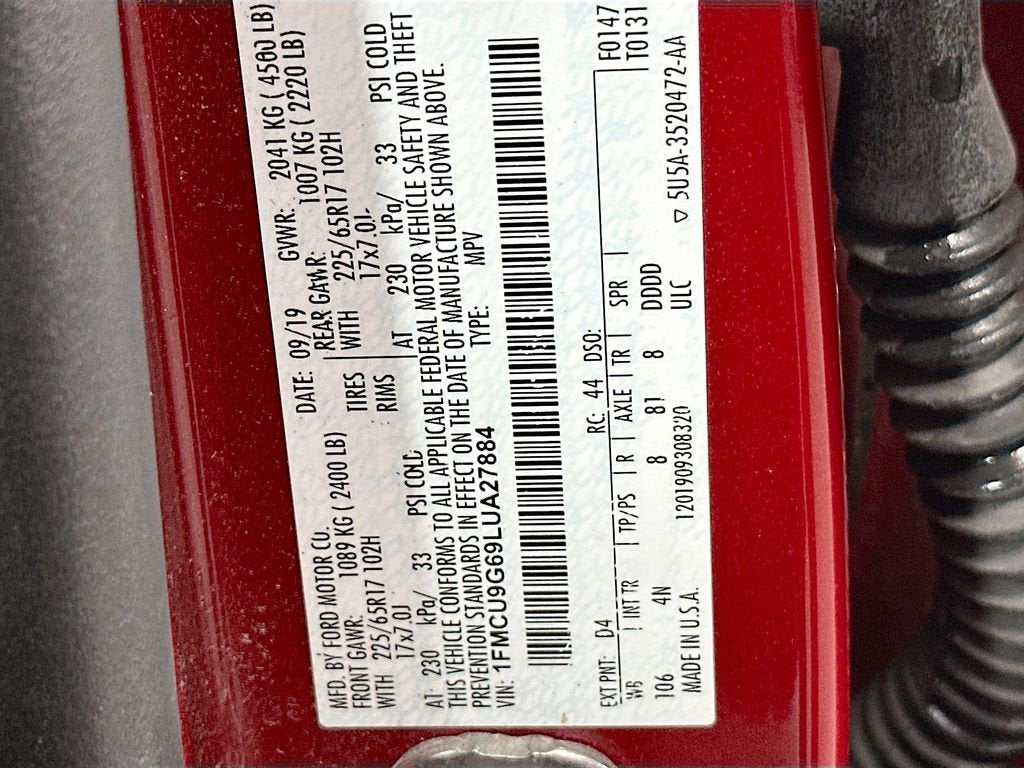 MFD. BY FORD MOTOR CO.
DATE: 09/19 GVWR: 2041 KG ( 4500 LB)
FRONT GAWR: 1089 KG ( 2400 LB) REAR GAWR: 1007 KG ( 2220 LB)
WITH 225/65R17 102H TIRES WITH 225/65R17 102H
17x7.0J RIMS 17x7.0J
AT 230 kPa/ 33 PSI COLD AT 230 kPa/ 33 PSI COLD
THIS VEHICLE CONFORMS TO ALL APPLICABLE FEDERAL MOTOR VEHICLE SAFETY AND THEFT
PREVENTION STANDARDS IN EFFECT ON THE DATE OF MANUFACTURE SHOWN ABOVE.
VIN: 1FMCU9G69LUA27884 TYPE: MPV
EXT PNT: D4 RC: 44 DSO: F0147
WB INT TR TP/PS R AXLE TR SPR T0131
106 4N 8 81 8 DDDD
MADE IN U.S.A. 1201909308320 ULC ▽ 5U5A-3520472-AA